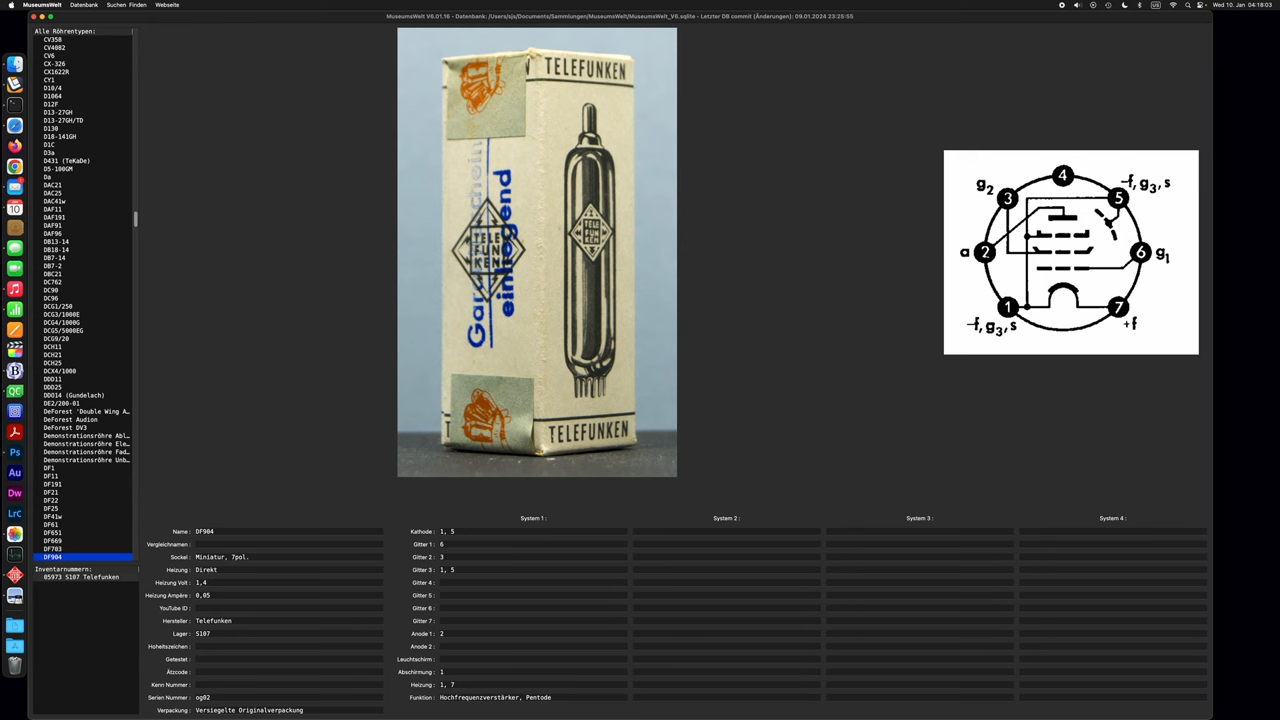 MuseumsWelt Datenbank Suchen Finden Webseite
US
Wed 10. Jan 04:18:03
MuseumsWelt V6.01.16 - Datenbank: /Users/sjs/Documents/Sammlungen/MuseumsWelt/MuseumsWelt_V6.sqlite - Letzter DB commit (Änderungen): 09.01.2024 23:25:55
Alle Röhrentypen:
CV358
CV4082
CV6
CX-326
CX1622R
CY1
D10/4
D1064
D12F
D13-27GH
D13-27GH/TD
D130
D18-141GH
D1C
D3a
D431 (TeKaDe)
D5-100GM
Da
DAC21
DAC25
DAC41w
DAF11
DAF191
DAF91
DAF96
DB13-14
DB18-14
DB7-14
DB7-2
DBC21
DC762
DC90
DC96
DCG1/250
DCG3/1000E
DCG4/1000G
DCG5/5000EG
DCG9/20
DCH11
DCH21
DCH25
DCX4/1000
DDD11
DDD25
DDO14 (Gundelach)
DE2/200-01
DeForest 'Double Wing A…
DeForest Audion
DeForest DV3
Demonstrationsröhre Abl…
Demonstrationsröhre Ele…
Demonstrationsröhre Fad…
Demonstrationsröhre Unb…
DF1
DF11
DF191
DF21
DF22
DF25
DF41w
DF61
DF651
DF669
DF703
DF904
Inventarnummern:
05973 S107 Telefunken
10
QC
Ps
Au
Dw
LrC
TELEFUNKEN
Garantieschein
einliegend
TELE
FUN
KEN
TELE
FUN
KEN
TELEFUNKEN
4
g2 3
5 -f, g3, s
a 2
6 g1
1
7
-f, g3, s
+f
System 1 : System 2 : System 3 : System 4 :
Name : DF904
Vergleichnamen :
Sockel : Miniatur, 7pol.
Heizung : Direkt
Heizung Volt : 1,4
Heizung Ampère : 0,05
YouTube ID :
Hersteller : Telefunken
Lager : S107
Hoheitszeichen :
Getestet :
Ätzcode :
Kenn Nummer :
Serien Nummer : og02
Verpackung : Versiegelte Originalverpackung
Kathode : 1, 5
Gitter 1 : 6
Gitter 2 : 3
Gitter 3 : 1, 5
Gitter 4 :
Gitter 5 :
Gitter 6 :
Gitter 7 :
Anode 1 : 2
Anode 2 :
Leuchtschirm :
Abschirmung : 1
Heizung : 1, 7
Funktion : Hochfrequenzverstärker, Pentode